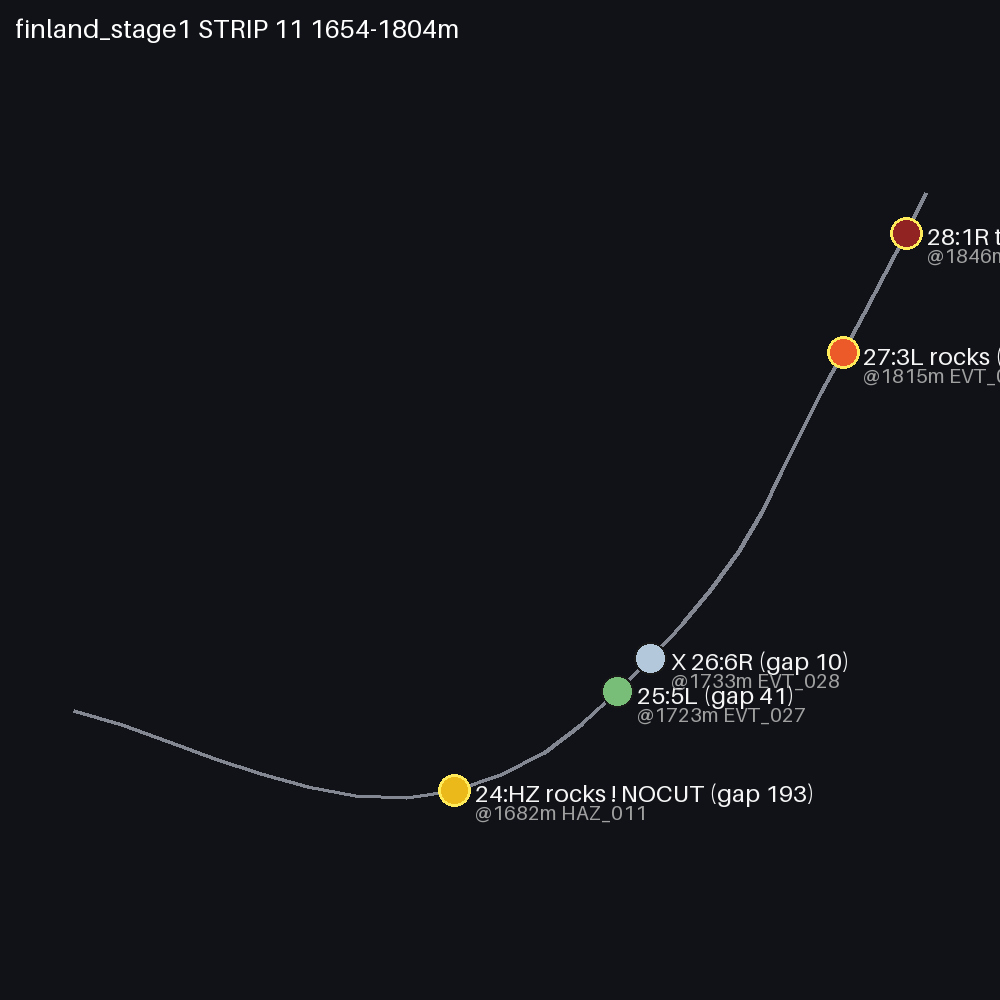 finland_stage1 STRIP 11 1654-1804m
28:1R t
@1846m
27:3L rocks (
@1815m EVT_0
X 26:6R (gap 10)
@1733m EVT_028
25:5L (gap 41)
@1723m EVT_027
24:HZ rocks ! NOCUT (gap 193)
@1682m HAZ_011